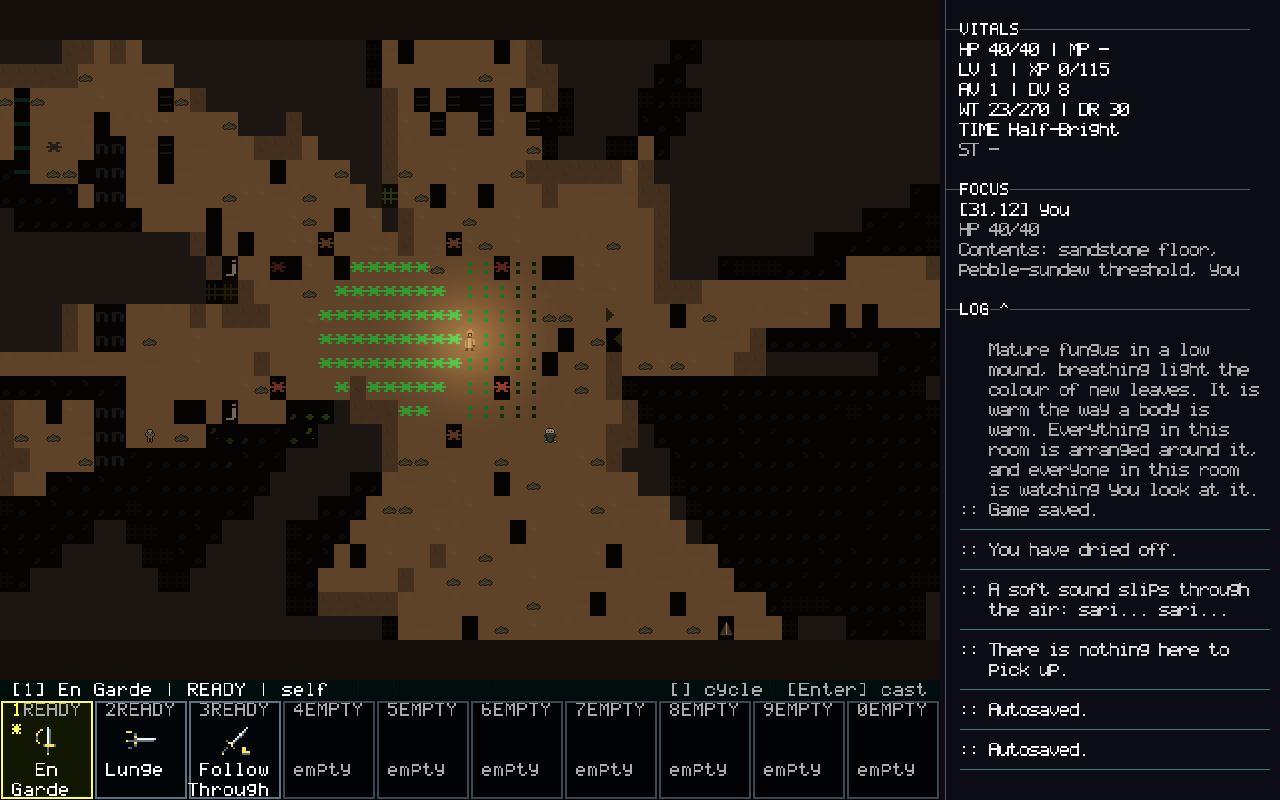 VITALS
HP 40/40 | MP -
LV 1 | XP 0/115
AV 1 | DV 8
WT 23/270 | DR 30
TIME Half-Bright
ST -
FOCUS
[31,12] You
HP 40/40
Contents: sandstone floor,
Pebble-sundew threshold, You
LOG ^
Mature fungus in a low
mound, breathing light the
colour of new leaves. It is
warm the way a body is
warm. Everything in this
room is arranged around it,
and everyone in this room
is watching you look at it.
:: Game saved.
:: You have dried off.
:: A soft sound slips through
the air: sari... sari...
:: There is nothing here to
pick up.
:: Autosaved.
:: Autosaved.
[1] En Garde | READY | self
[] cycle [Enter] cast
1READY 2READY 3READY 4EMPTY 5EMPTY 6EMPTY 7EMPTY 8EMPTY 9EMPTY 0EMPTY
* En Garde
Lunge
Follow Through
empty empty empty empty empty empty empty